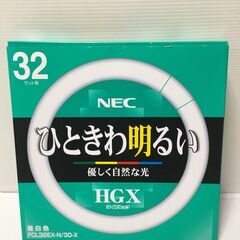 32
ワット形
NEC
ひときわ明るい
優しく自然な光
HGX
昼白色
FCL32EX-N/30-X